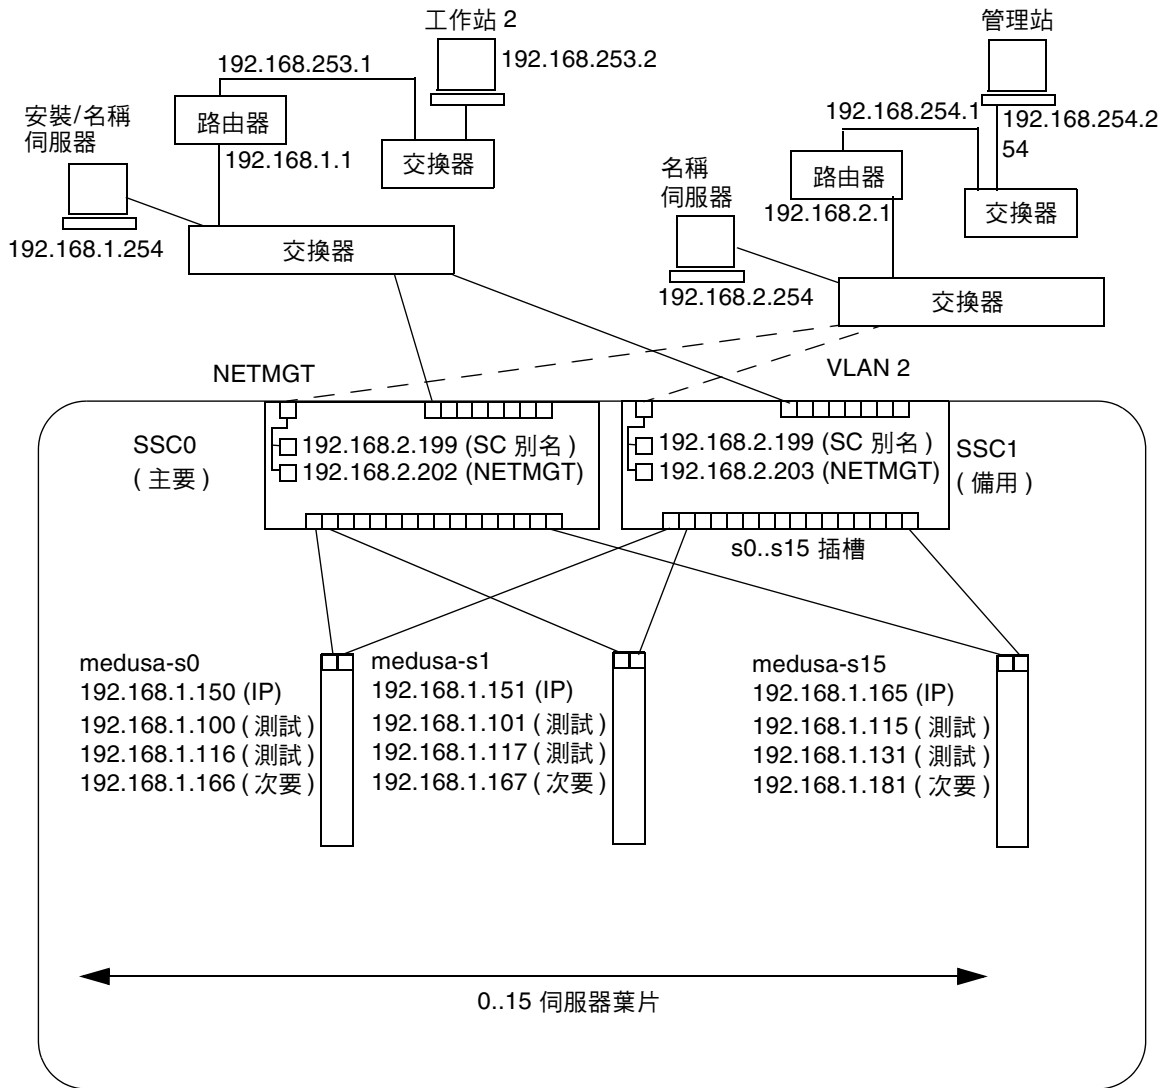 工作站 2
192.168.253.2
192.168.253.1
安裝/名稱
伺服器
路由器
192.168.1.1
交換器
192.168.1.254
交換器
管理站
192.168.254.2
54
192.168.254.1
名稱
伺服器
路由器
192.168.2.1
交換器
192.168.2.254
交換器
NETMGT
VLAN 2
SSC0
( 主要 )
192.168.2.199 (SC 別名 )
192.168.2.202 (NETMGT)
192.168.2.199 (SC 別名 )
192.168.2.203 (NETMGT)
SSC1
( 備用 )
s0..s15 插槽
medusa-s0
192.168.1.150 (IP)
192.168.1.100 ( 測試 )
192.168.1.116 ( 測試 )
192.168.1.166 ( 次要 )
medusa-s1
192.168.1.151 (IP)
192.168.1.101 ( 測試 )
192.168.1.117 ( 測試 )
192.168.1.167 ( 次要 )
medusa-s15
192.168.1.165 (IP)
192.168.1.115 ( 測試 )
192.168.1.131 ( 測試 )
192.168.1.181 ( 次要 )
0..15 伺服器葉片